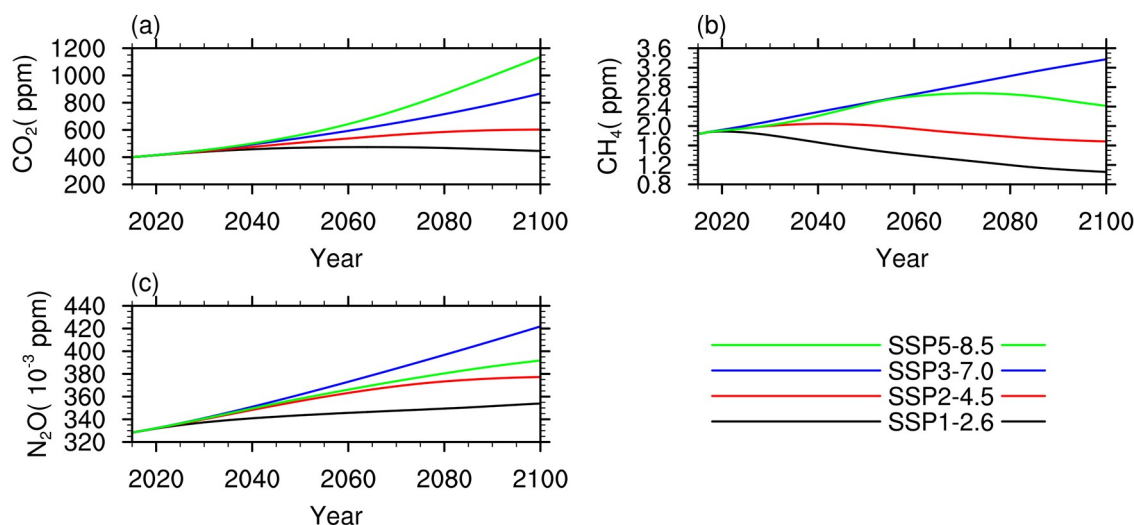 (a)
1200
1000
800
600
400
200
CO₂( ppm)
2020 2040 2060 2080 2100
Year
(b)
3.6
3.2
2.8
2.4
2.0
1.6
1.2
0.8
CH₄( ppm)
2020 2040 2060 2080 2100
Year
(c)
440
420
400
380
360
340
320
N₂O( 10⁻³ ppm)
2020 2040 2060 2080 2100
Year
SSP5-8.5
SSP3-7.0
SSP2-4.5
SSP1-2.6